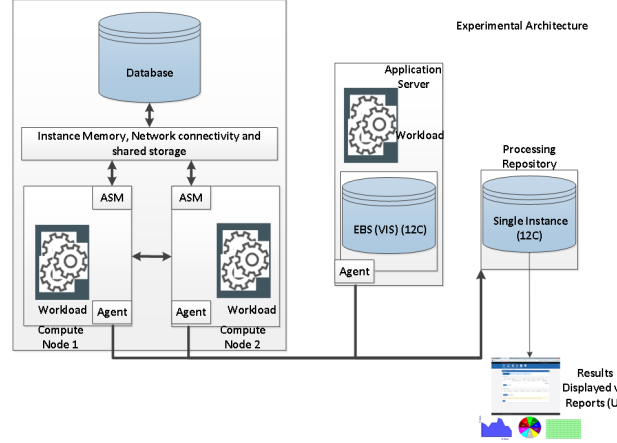 Experimental Architecture
Database
Instance Memory, Network connectivity and
shared storage
ASM
ASM
Workload
Agent
Compute
Node 1
Agent
Workload
Compute
Node 2
Application
Server
Workload
EBS (VIS) (12C)
Agent
Processing
Repository
Single Instance
(12C)
Results
Displayed v
Reports (U